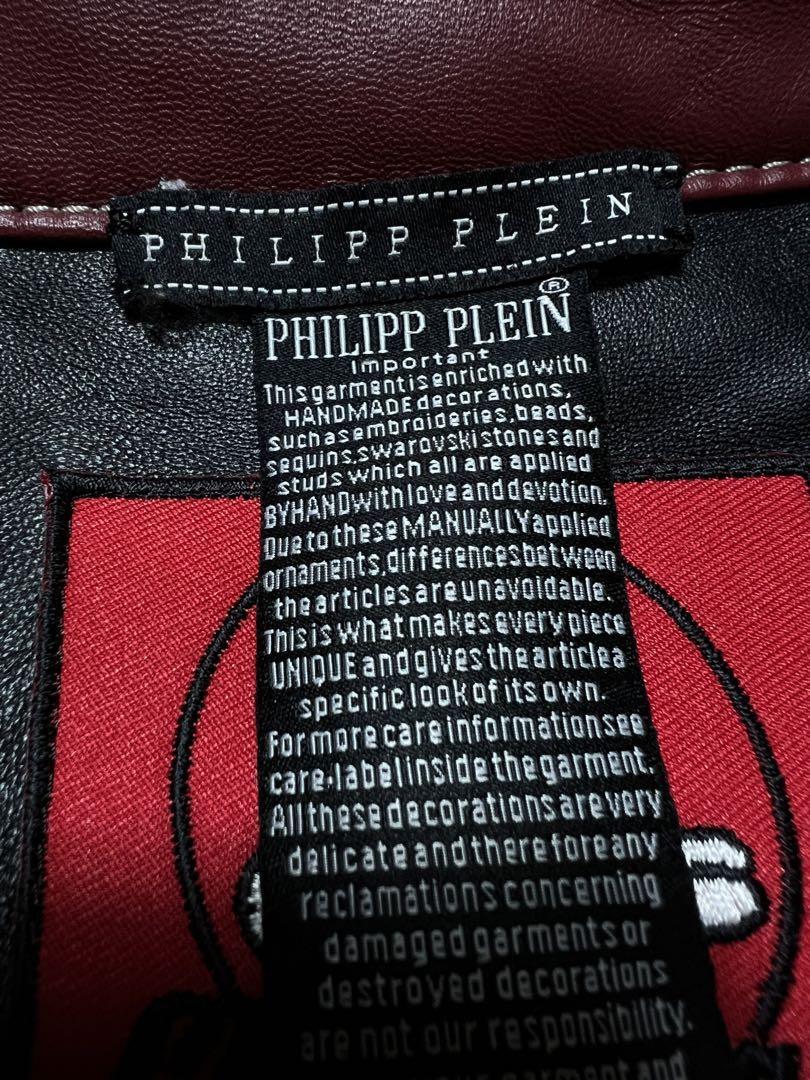 PHILIPP PLEIN
PHILIPP PLEIN®
Important
This garment is enriched with
HANDMADE decorations,
such as embroideries, beads,
sequins, swarovski stones and
studs which all are applied
BY HAND with love and devotion.
Due to these MANUALLY applied
ornaments, differences between
the articles are unavoidable.
This is what makes every piece
UNIQUE and gives the article a
specific look of its own.
For more care information see
care-label inside the garment.
All these decorations are very
delicate and therefore any
reclamations concerning
damaged garments or
destroyed decorations
are not our responsibility.
garment and